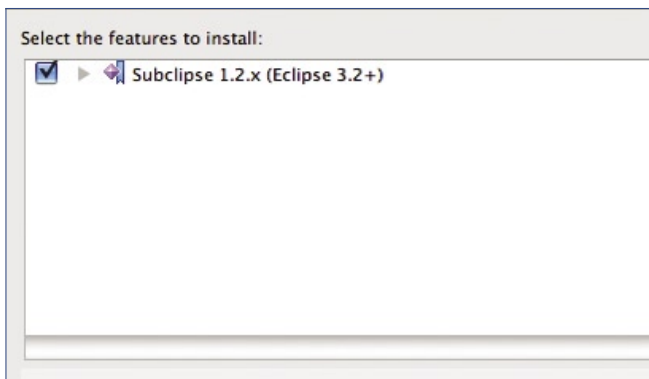 Select the features to install:
Subclipse 1.2.x (Eclipse 3.2+)